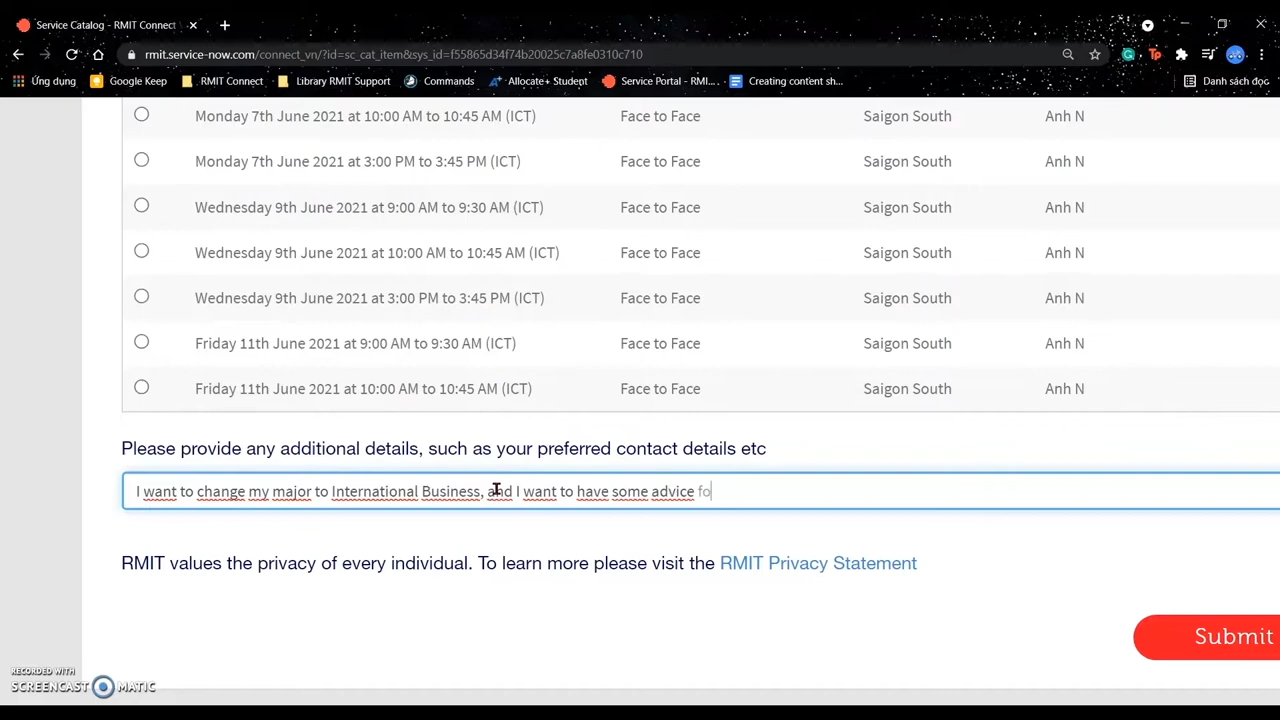 Service Catalog - RMIT Connect
rmit.service-now.com/connect_vn/?id=sc_cat_item&sys_id=f55865d34f74b20025c7a8fe0310c710
Ứng dụng Google Keep RMIT Connect Library RMIT Support Commands Allocate+ Student Service Portal - RMI... Creating content sh... Danh sách đọc
Monday 7th June 2021 at 10:00 AM to 10:45 AM (ICT) Face to Face Saigon South Anh N
Monday 7th June 2021 at 3:00 PM to 3:45 PM (ICT) Face to Face Saigon South Anh N
Wednesday 9th June 2021 at 9:00 AM to 9:30 AM (ICT) Face to Face Saigon South Anh N
Wednesday 9th June 2021 at 10:00 AM to 10:45 AM (ICT) Face to Face Saigon South Anh N
Wednesday 9th June 2021 at 3:00 PM to 3:45 PM (ICT) Face to Face Saigon South Anh N
Friday 11th June 2021 at 9:00 AM to 9:30 AM (ICT) Face to Face Saigon South Anh N
Friday 11th June 2021 at 10:00 AM to 10:45 AM (ICT) Face to Face Saigon South Anh N
Please provide any additional details, such as your preferred contact details etc
I want to change my major to International Business, and I want to have some advice fo
RMIT values the privacy of every individual. To learn more please visit the RMIT Privacy Statement
Submit
RECORDED WITH
SCREENCAST MATIC